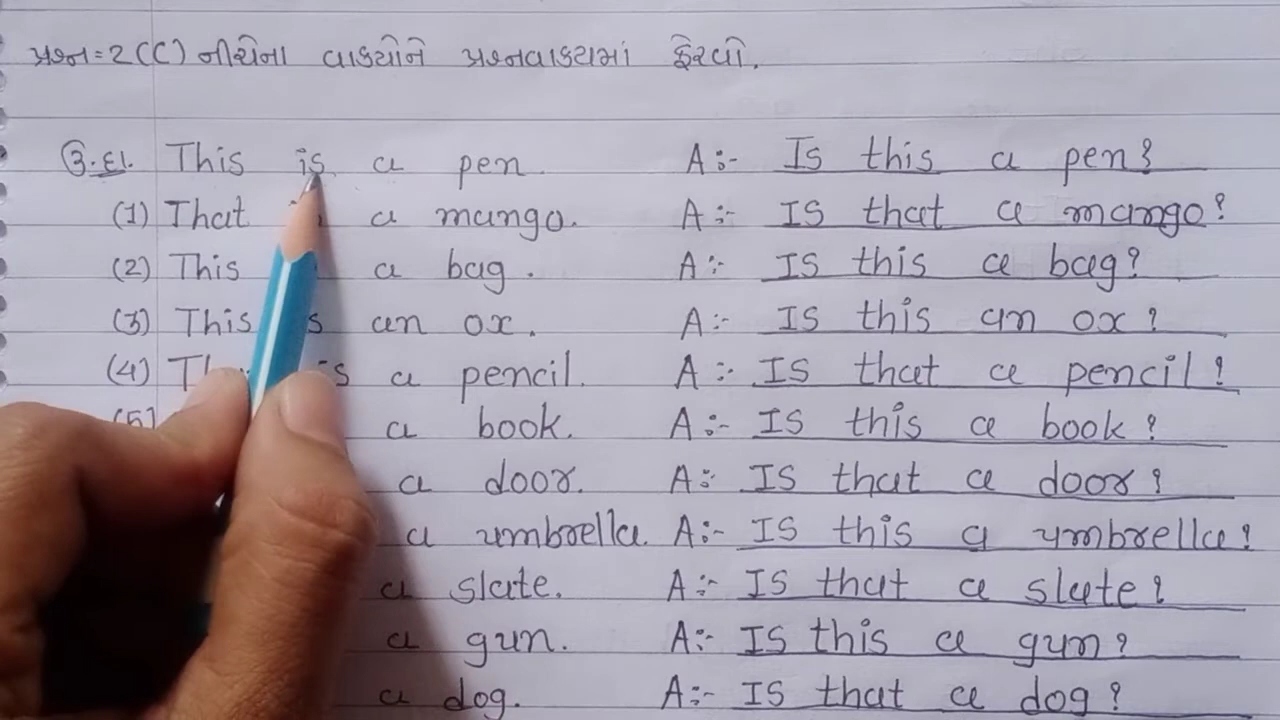 પ્રશ્ન=2 (C) નીચેના વાક્યોને પ્રશ્નવાક્યમાં ફેરવો.
ઉ.દા. This is a pen. A:- Is this a pen?
(1) That a mango. A:- IS that a mango?
(2) This a bag. A:- IS this a bag?
(3) This is an ox. A:- IS this an ox?
(4) is a pencil. A:- IS that a pencil?
(5) a book. A:- IS this a book?
a door. A:- IS that a door?
a umbrella. A:- IS this a umbrella?
a slate. A:- IS that a slate?
a gun. A:- IS this a gun?
a dog. A:- IS that a dog?